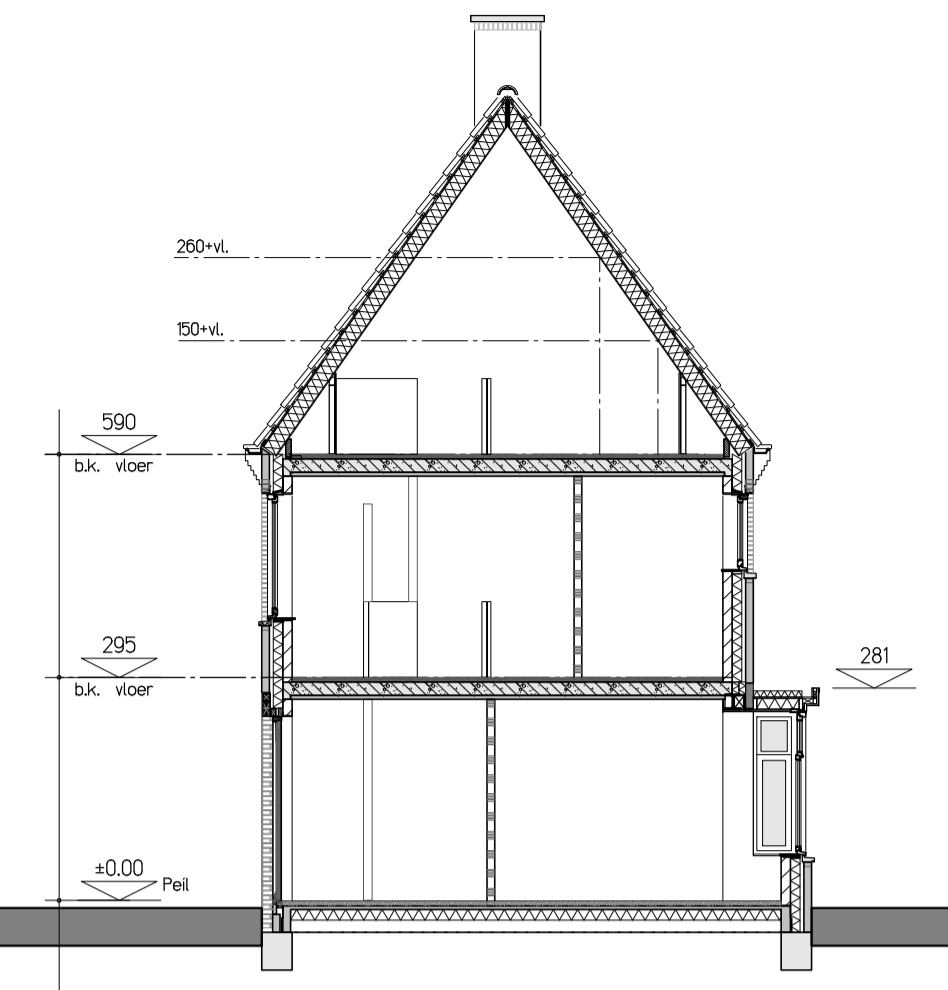 260+vl.
150+vl.
590
b.k. vloer
295
b.k. vloer
281
±0.00
Peil